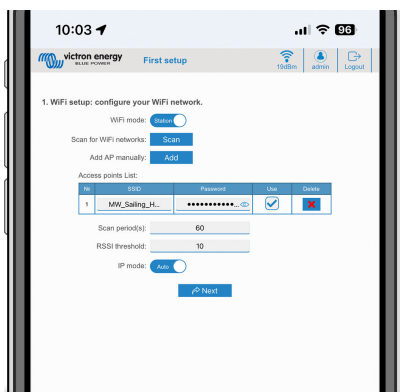 10:03 96
victron energy
BLUE POWER
First setup
19dBm admin Logout
1. WiFi setup: configure your WiFi network.
WiFi mode: Station
Scan for WiFi networks: Scan
Add AP manually: Add
Access points List:
Nr SSID Password Use Delete
1 MW_Sailing_H... •••••••••••...
Scan period(s): 60
RSSI threshold: 10
IP mode: Auto
Next